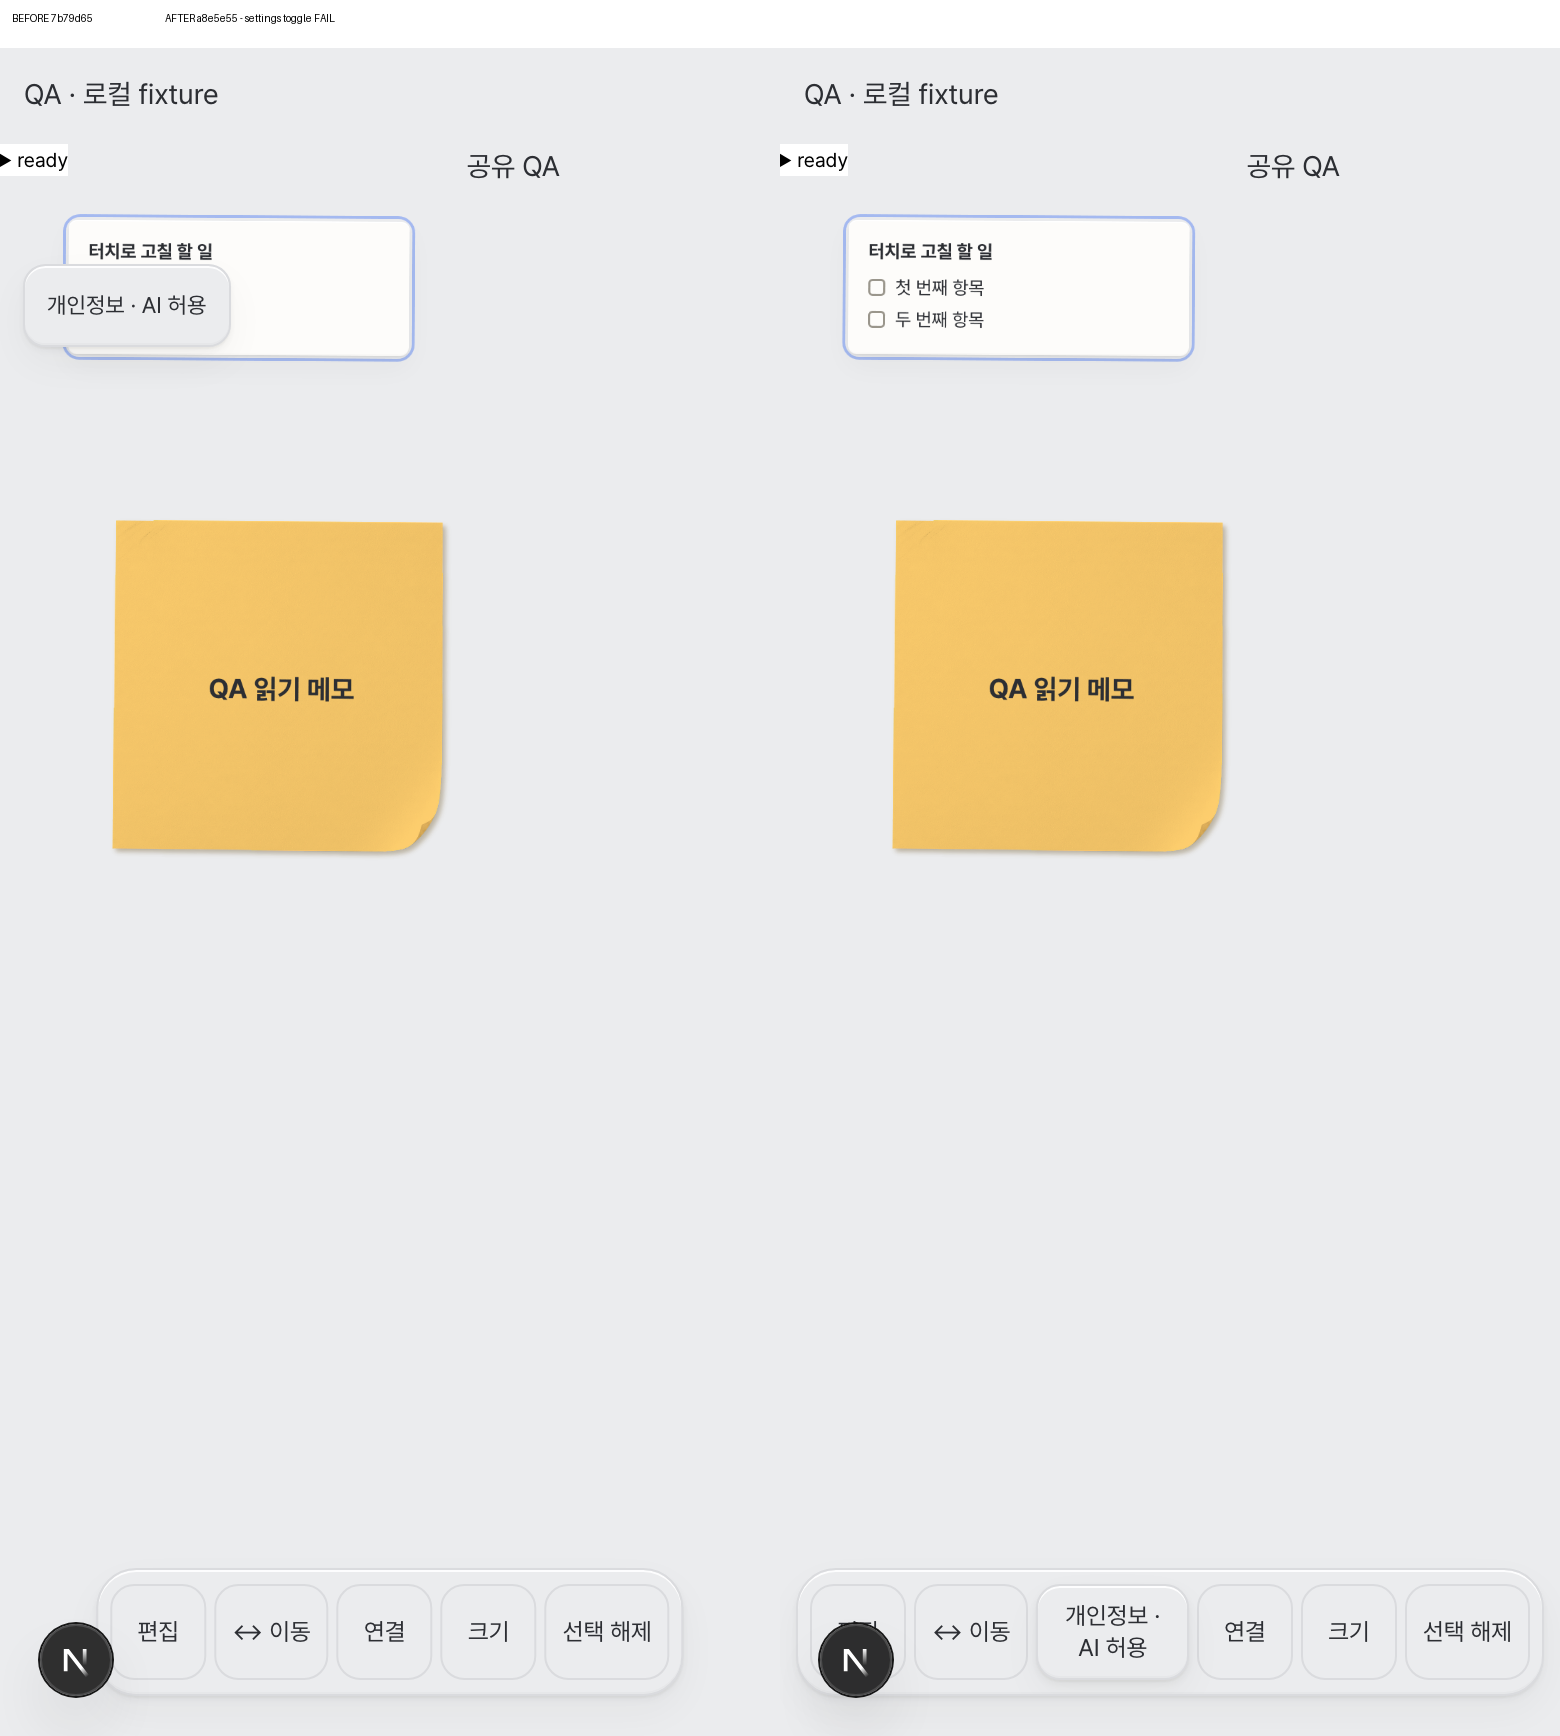 BEFORE 7b79d65
AFTER a8e5e55 - settings toggle FAIL
QA · 로컬 fixture
▶ ready
공유 QA
터치로 고칠 할 일
개인정보 · AI 허용
QA 읽기 메모
편집
↔ 이동
연결
크기
선택 해제
N
QA · 로컬 fixture
▶ ready
공유 QA
터치로 고칠 할 일
첫 번째 항목
두 번째 항목
QA 읽기 메모
↔ 이동
개인정보 ·
AI 허용
연결
크기
선택 해제
N